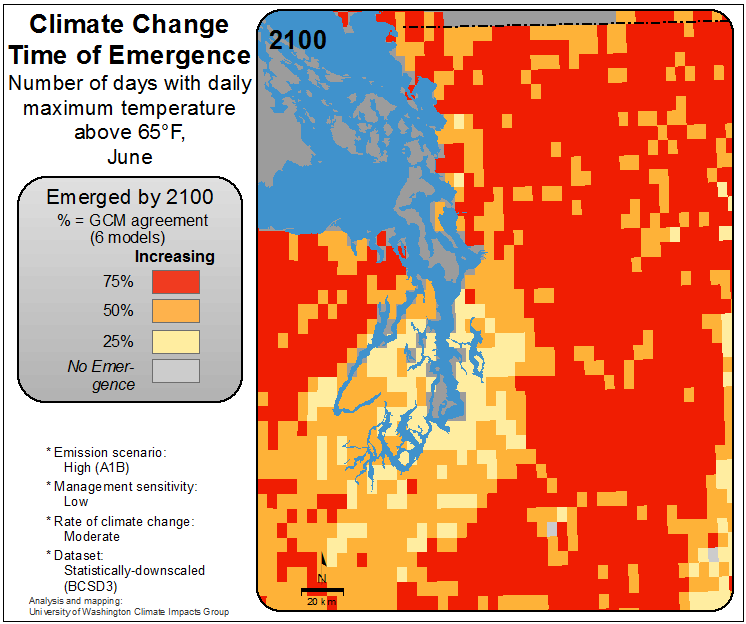 Climate Change
Time of Emergence
Number of days with daily
maximum temperature
above 65°F,
June
2100
Emerged by 2100
% = GCM agreement
(6 models)
Increasing
75%
50%
25%
No Emer-
gence
* Emission scenario:
High (A1B)
* Management sensitivity:
Low
* Rate of climate change:
Moderate
* Dataset:
Statistically-downscaled
(BCSD3)
Analysis and mapping:
University of Washington Climate Impacts Group
N
20 km